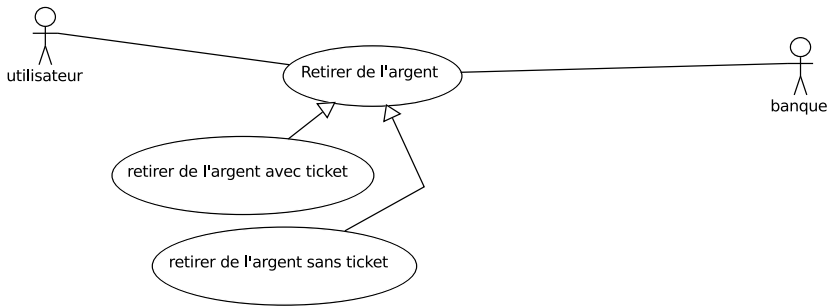 utilisateur
Retirer de l'argent
banque
retirer de l'argent avec ticket
retirer de l'argent sans ticket